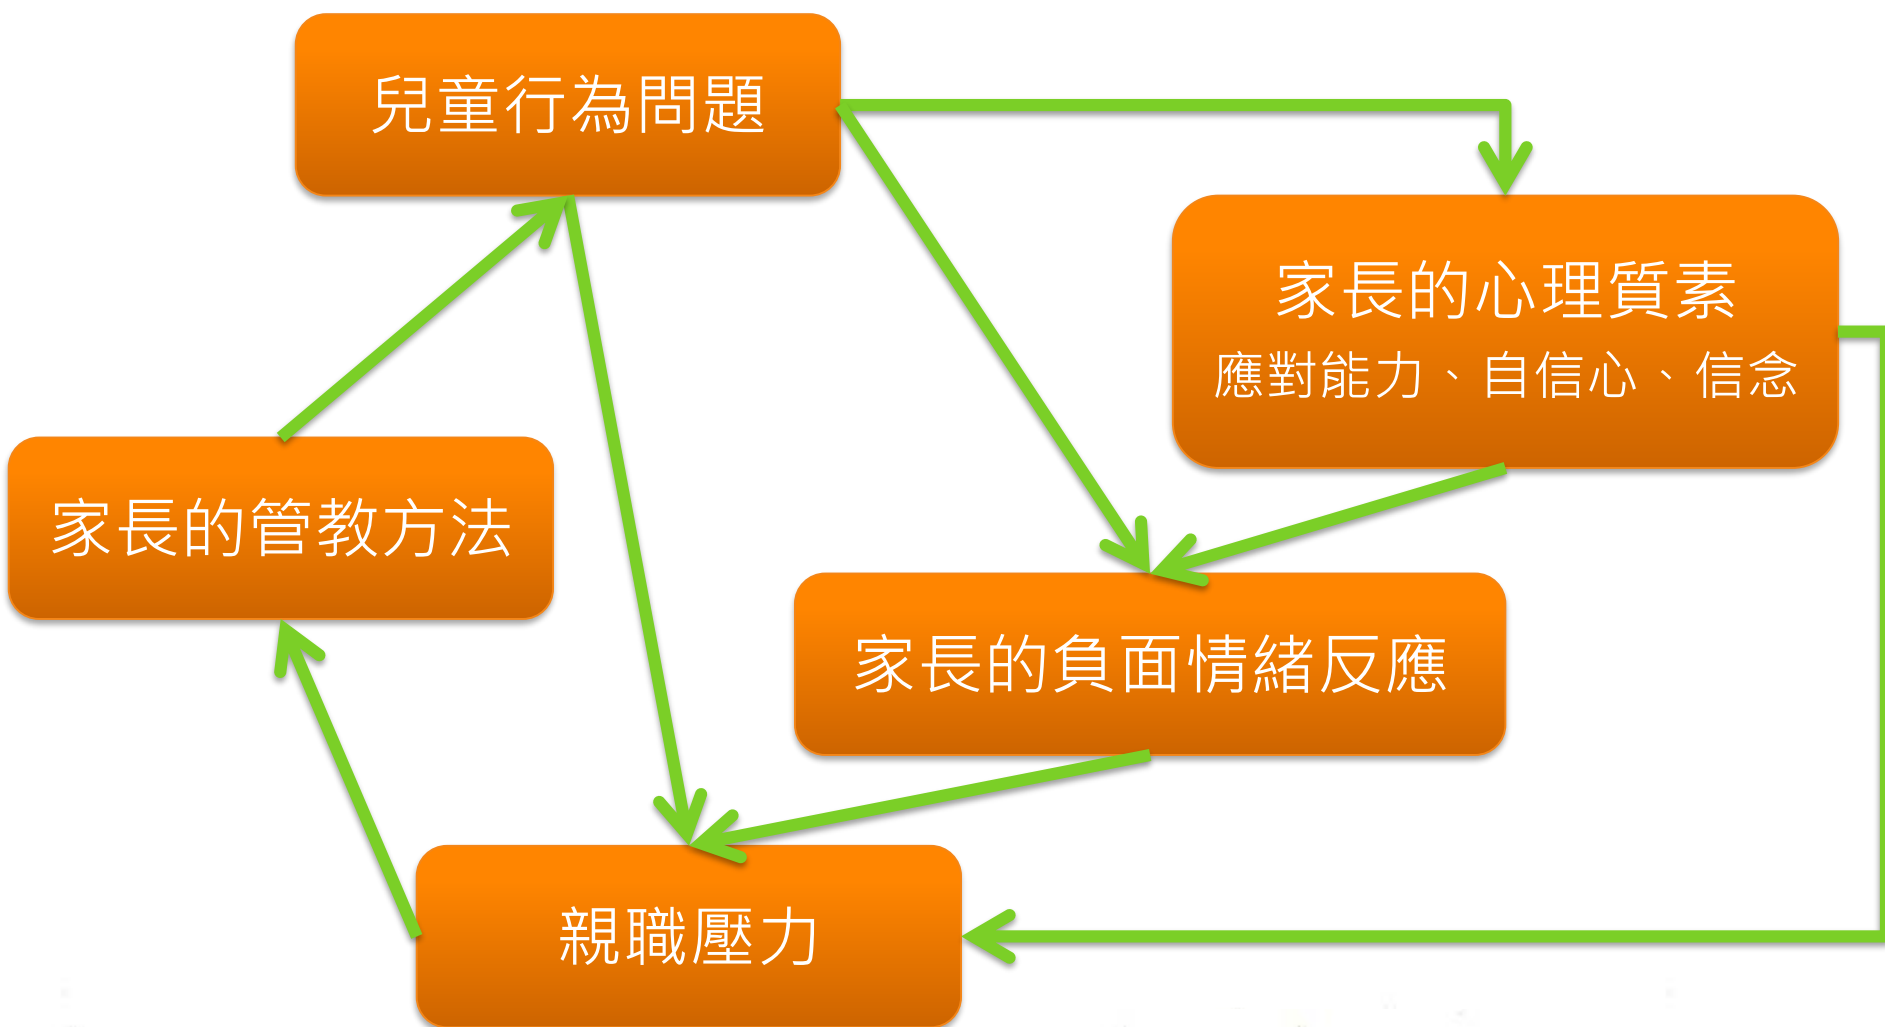 兒童行為問題
家長的心理質素
應對能力、自信心、信念
家長的管教方法
家長的負面情緒反應
親職壓力